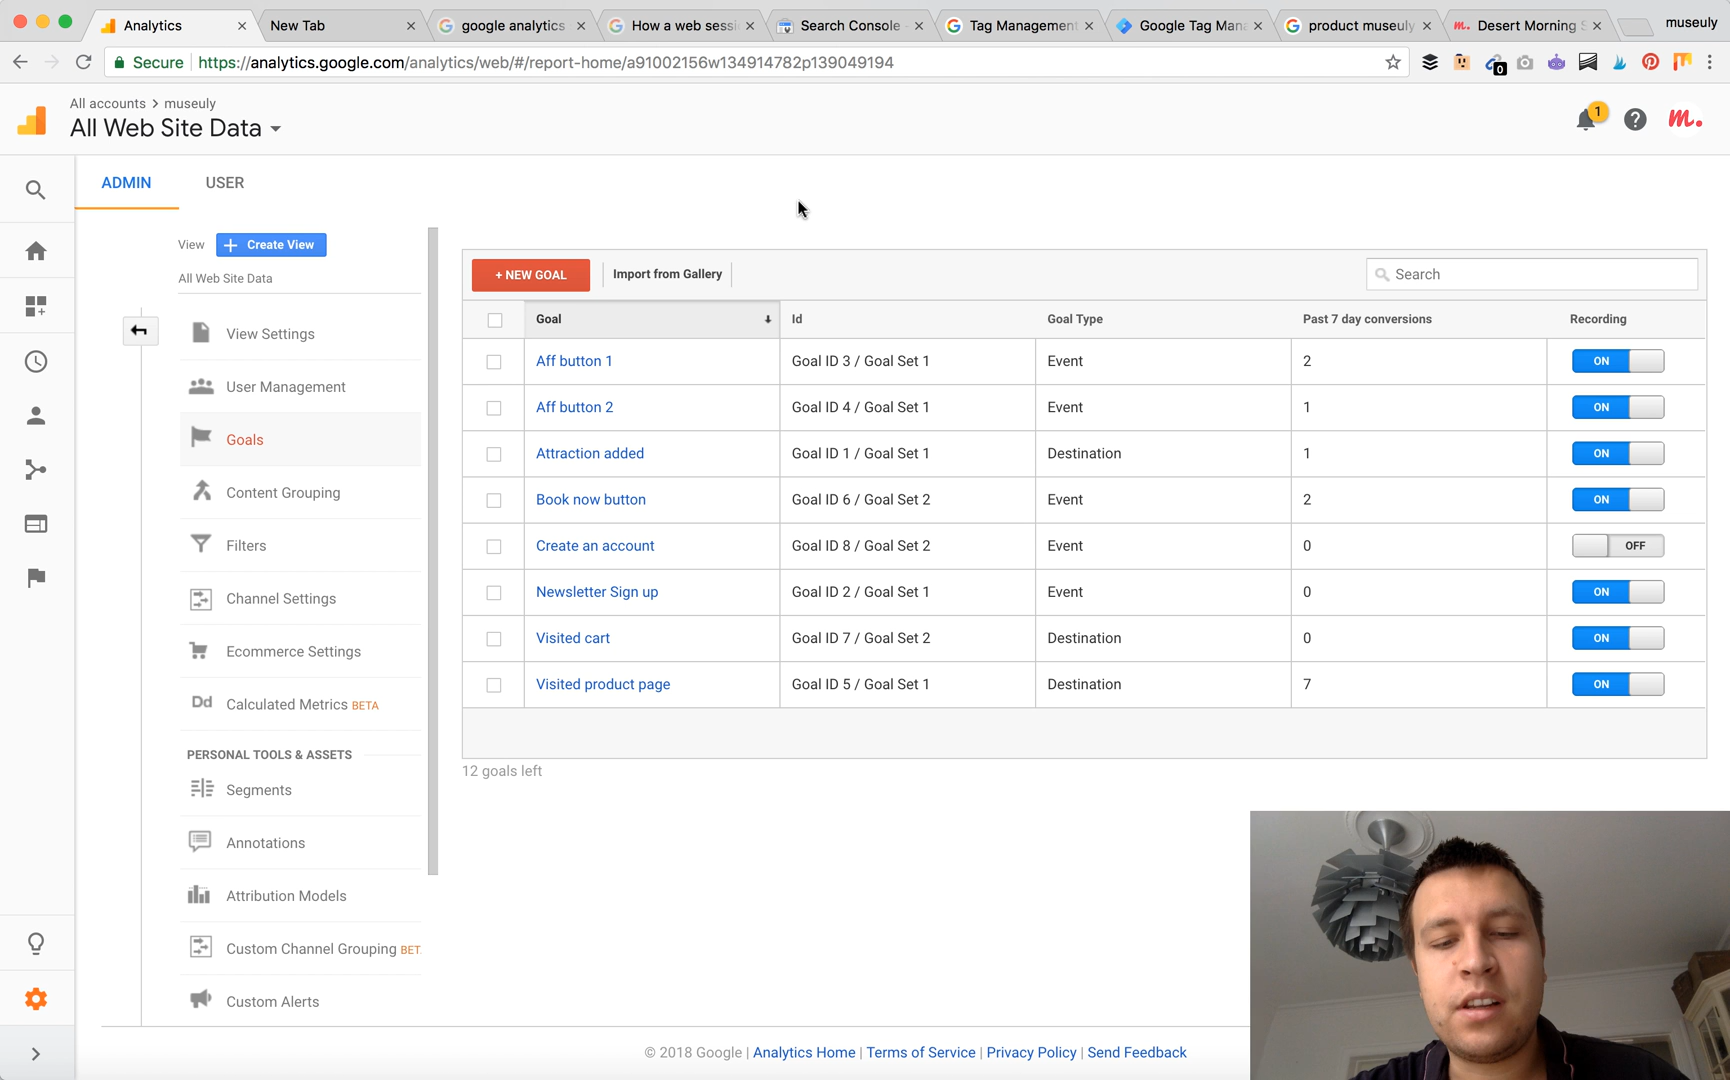 Analytics
New Tab
google analytics
How a web sessi
Search Console
Tag Management
Google Tag Mana
product museuly
m. Desert Morning S
museuly
Secure
https://analytics.google.com/analytics/web/#/report-home/a91002156w134914782p139049194
0
All accounts > museuly
All Web Site Data
1
?
m.
ADMIN
USER
View
+ Create View
All Web Site Data
View Settings
User Management
Goals
Content Grouping
Filters
Channel Settings
Ecommerce Settings
Dd Calculated Metrics BETA
PERSONAL TOOLS & ASSETS
Segments
Annotations
Attribution Models
Custom Channel Grouping BET
Custom Alerts
+ NEW GOAL
Import from Gallery
Search
Goal Id Goal Type Past 7 day conversions Recording
Aff button 1 Goal ID 3 / Goal Set 1 Event 2 ON
Aff button 2 Goal ID 4 / Goal Set 1 Event 1 ON
Attraction added Goal ID 1 / Goal Set 1 Destination 1 ON
Book now button Goal ID 6 / Goal Set 2 Event 2 ON
Create an account Goal ID 8 / Goal Set 2 Event 0 OFF
Newsletter Sign up Goal ID 2 / Goal Set 1 Event 0 ON
Visited cart Goal ID 7 / Goal Set 2 Destination 0 ON
Visited product page Goal ID 5 / Goal Set 1 Destination 7 ON
12 goals left
© 2018 Google | Analytics Home | Terms of Service | Privacy Policy | Send Feedback